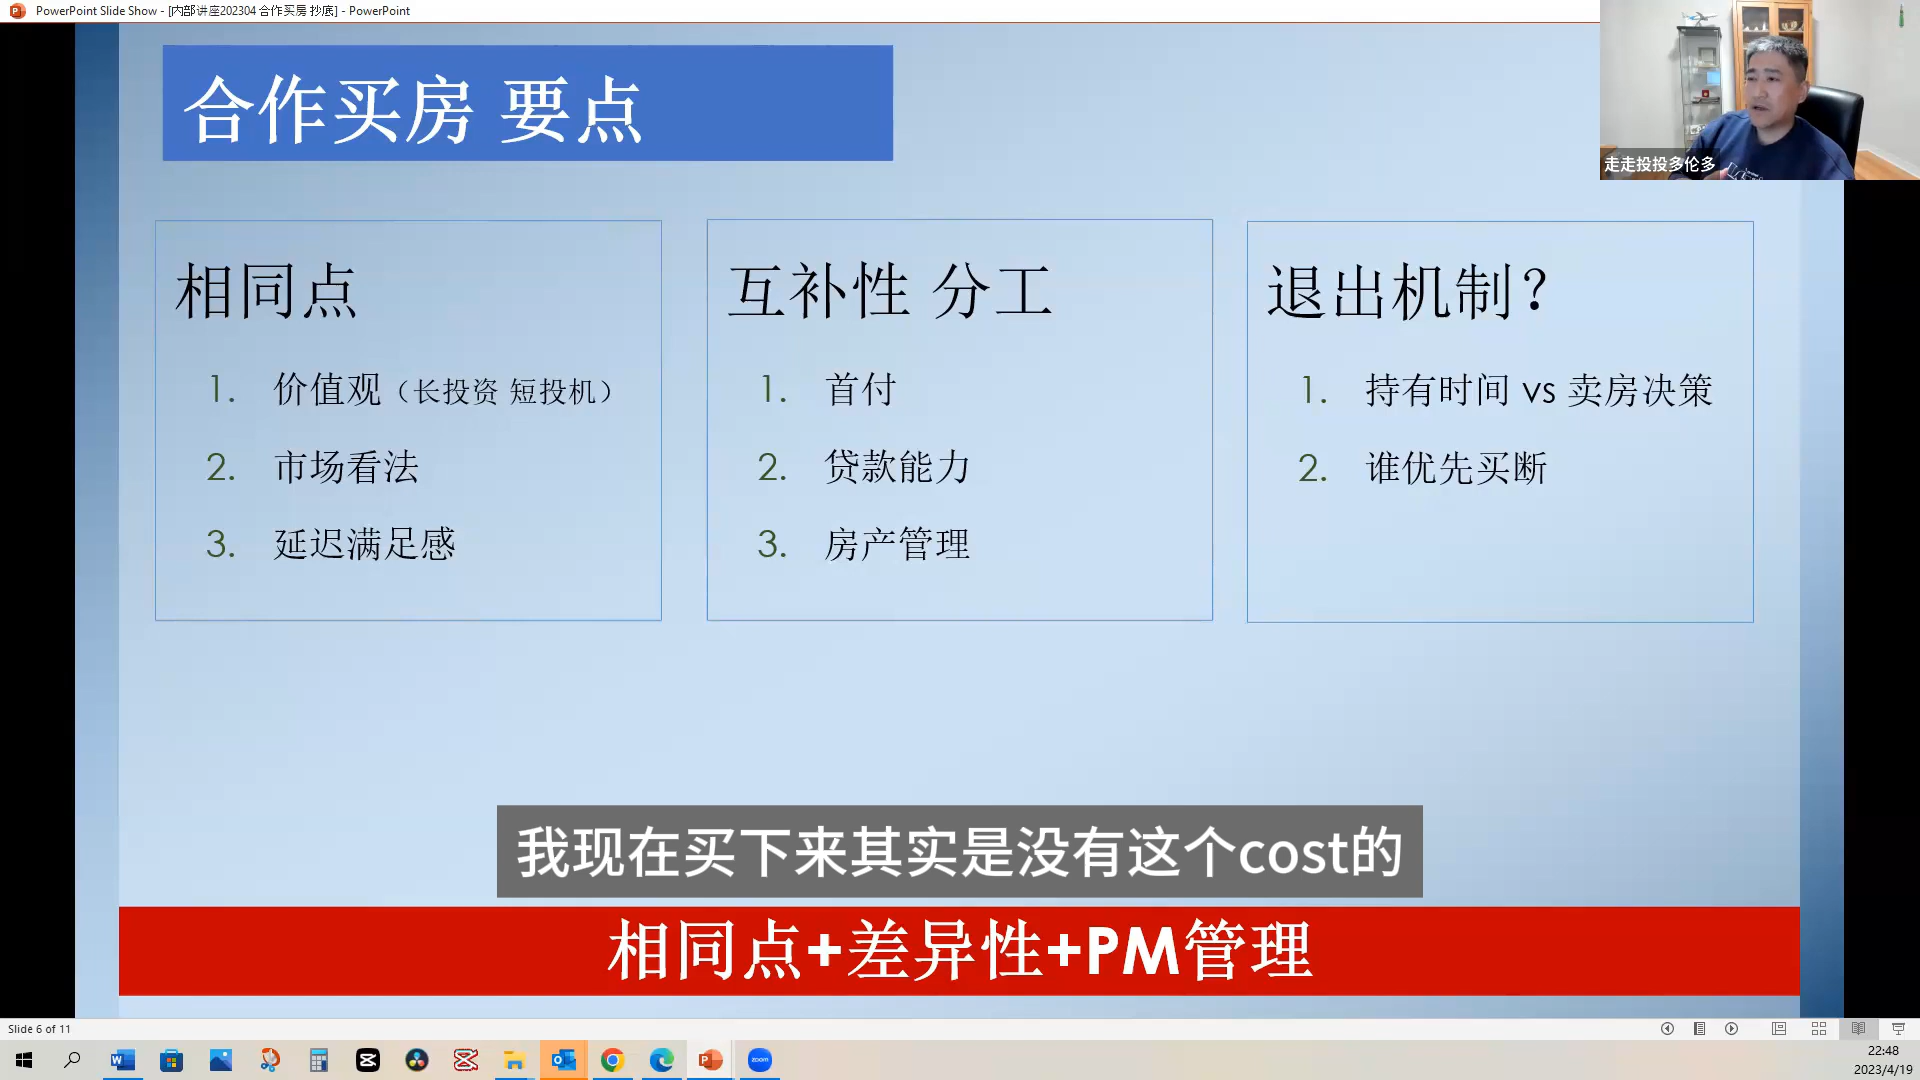 PowerPoint Slide Show - [内部讲座202304 合作买房 抄底] - PowerPoint
走走投投多伦多
合作买房 要点
相同点
1. 价值观（长投资 短投机）
2. 市场看法
3. 延迟满足感
互补性 分工
1. 首付
2. 贷款能力
3. 房产管理
退出机制？
1. 持有时间 vs 卖房决策
2. 谁优先买断
我现在买下来其实是没有这个cost的
相同点+差异性+PM管理
Slide 6 of 11
zoom
22:48
2023/4/19